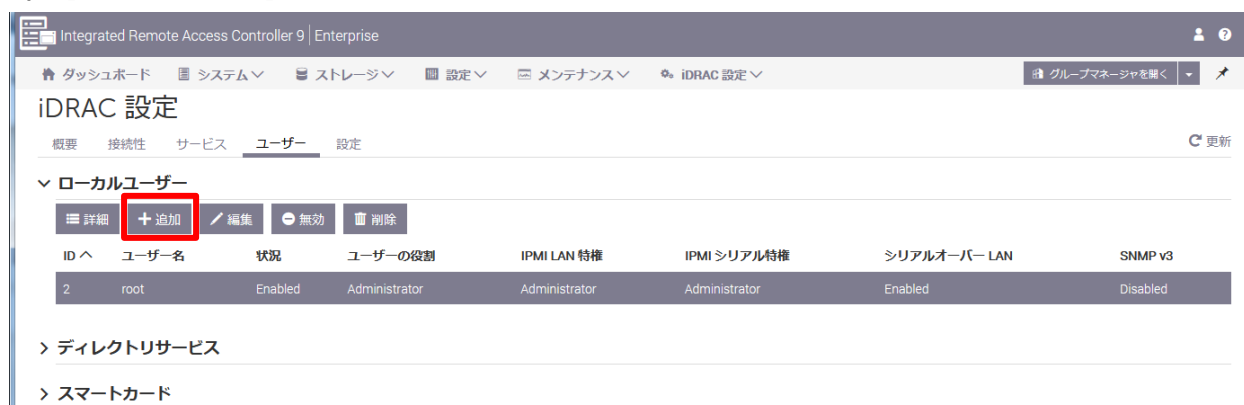 Integrated Remote Access Controller 9 | Enterprise
ダッシュボード システム ストレージ 設定 メンテナンス iDRAC 設定 グループマネージャを開く
iDRAC 設定
概要 接続性 サービス ユーザー 設定 更新
ローカルユーザー
詳細 追加 編集 無効 削除
ID ユーザー名 状況 ユーザーの役割 IPMI LAN 特権 IPMI シリアル特権 シリアルオーバー LAN SNMP v3
2 root Enabled Administrator Administrator Administrator Enabled Disabled
ディレクトリサービス
スマートカード